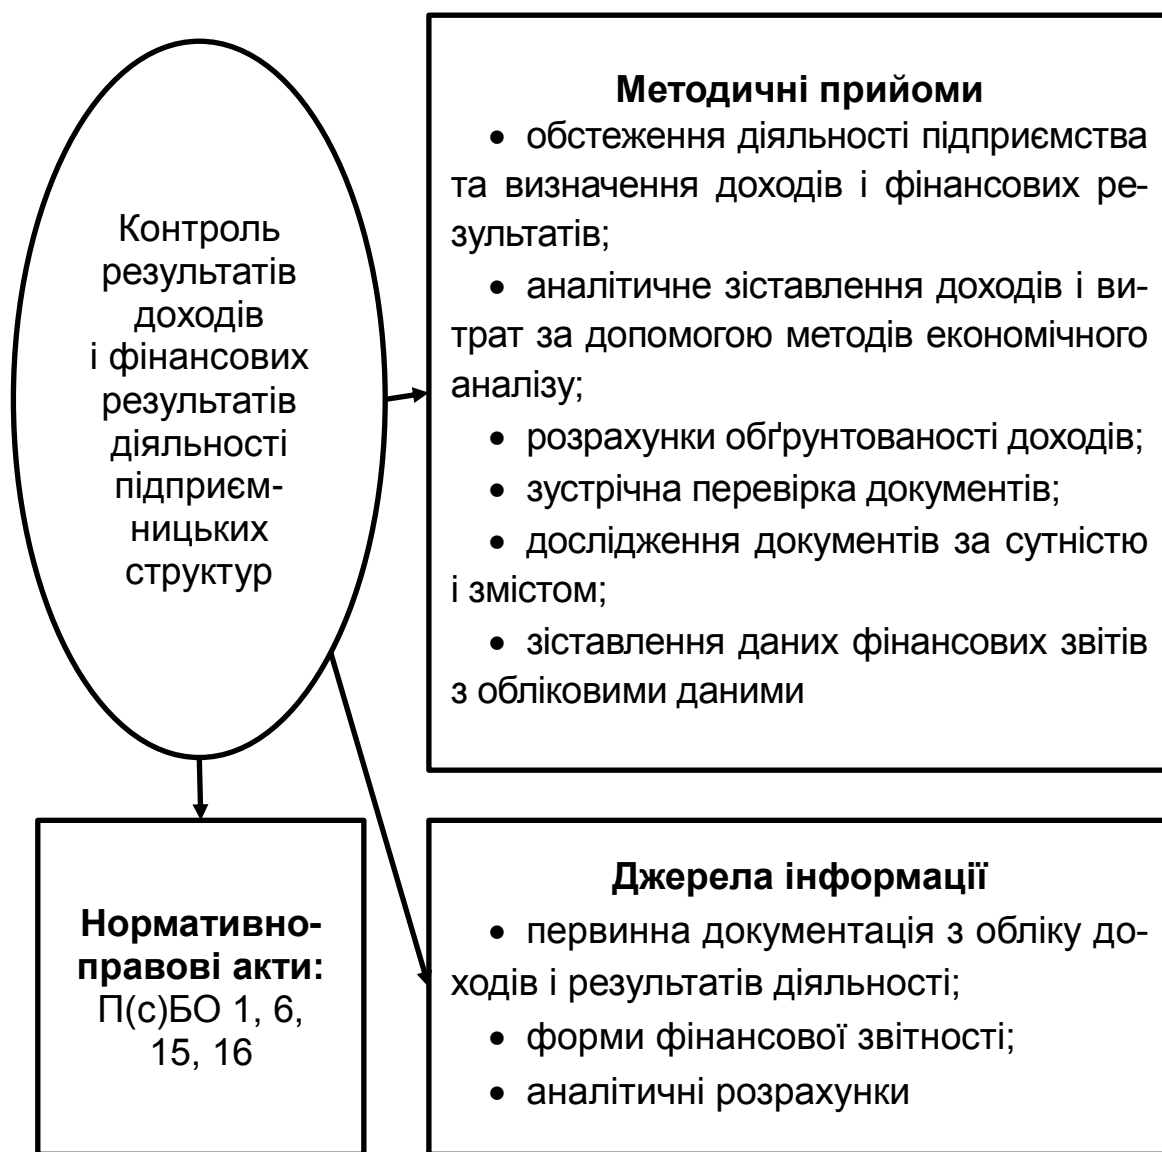 Контроль
результатів
доходів
і фінансових
результатів
діяльності
підприєм-
ницьких
структур
Методичні прийоми
• обстеження діяльності підприємства
та визначення доходів і фінансових ре-
зультатів;
• аналітичне зіставлення доходів і ви-
трат за допомогою методів економічного
аналізу;
• розрахунки обґрунтованості доходів;
• зустрічна перевірка документів;
• дослідження документів за сутністю
і змістом;
• зіставлення даних фінансових звітів
з обліковими даними
Нормативно-
правові акти:
П(с)БО 1, 6,
15, 16
Джерела інформації
• первинна документація з обліку до-
ходів і результатів діяльності;
• форми фінансової звітності;
• аналітичні розрахунки